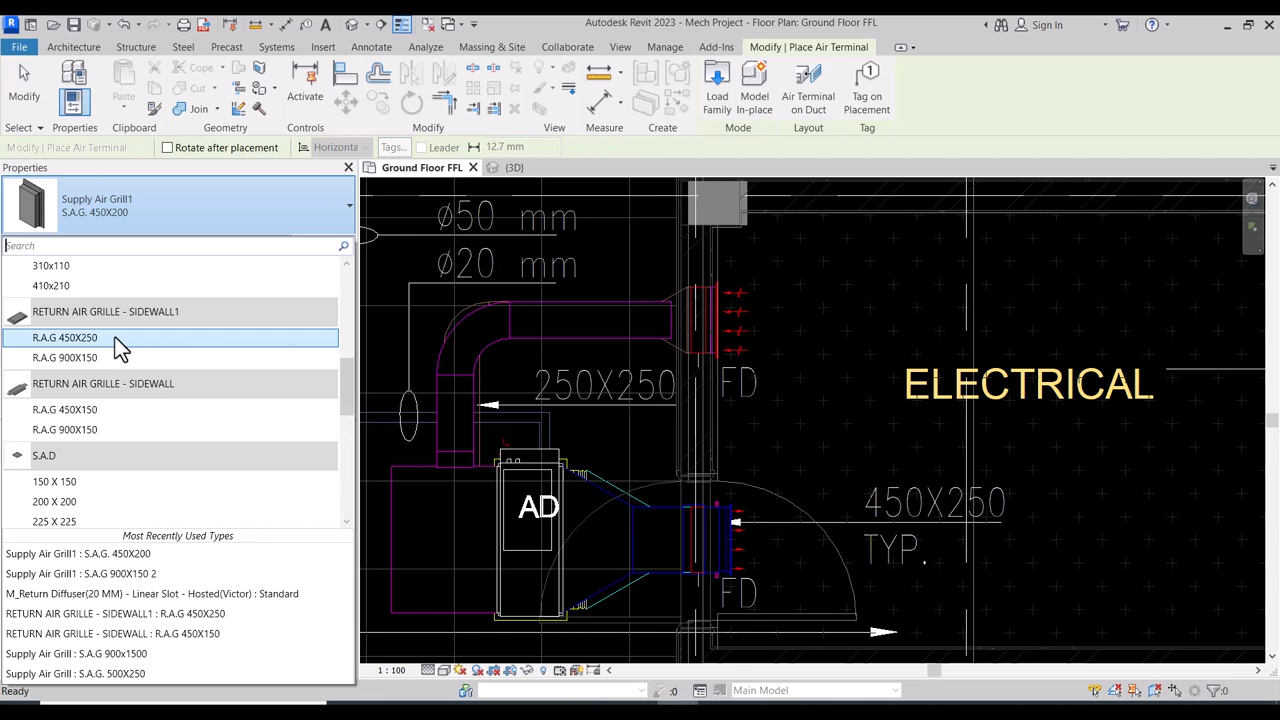 Autodesk Revit 2023 - Mech Project - Floor Plan: Ground Floor FFL
Sign In
File Architecture Structure Steel Precast Systems Insert Annotate Analyze Massing & Site Collaborate View Manage Add-Ins Modify | Place Air Terminal
Modify
Paste
Cope
Cut
Join
Activate
Load Family
Model In-place
Air Terminal on Duct
Tag on Placement
Select Properties Clipboard Geometry Controls Modify View Measure Create Mode Layout Tag
Modify | Place Air Terminal Rotate after placement Horizonta Tags... Leader 12.7 mm
Properties
Ground Floor FFL
{3D}
Supply Air Grill1
S.A.G. 450X200
Search
310x110
410x210
RETURN AIR GRILLE - SIDEWALL1
R.A.G 450X250
R.A.G 900X150
RETURN AIR GRILLE - SIDEWALL
R.A.G 450X150
R.A.G 900X150
S.A.D
150 X 150
200 X 200
225 X 225
Most Recently Used Types
Supply Air Grill1 : S.A.G. 450X200
Supply Air Grill1 : S.A.G 900X150 2
M_Return Diffuser(20 MM) - Linear Slot - Hosted(Victor) : Standard
RETURN AIR GRILLE - SIDEWALL1 : R.A.G 450X250
RETURN AIR GRILLE - SIDEWALL : R.A.G 450X150
Supply Air Grill : S.A.G 900x1500
Supply Air Grill : S.A.G. 500X250
ø50 mm
ø20 mm
250X250
FD
ELECTRICAL
AD
450X250
TYP.
FD
1 : 100
Ready
:0
Main Model
:0